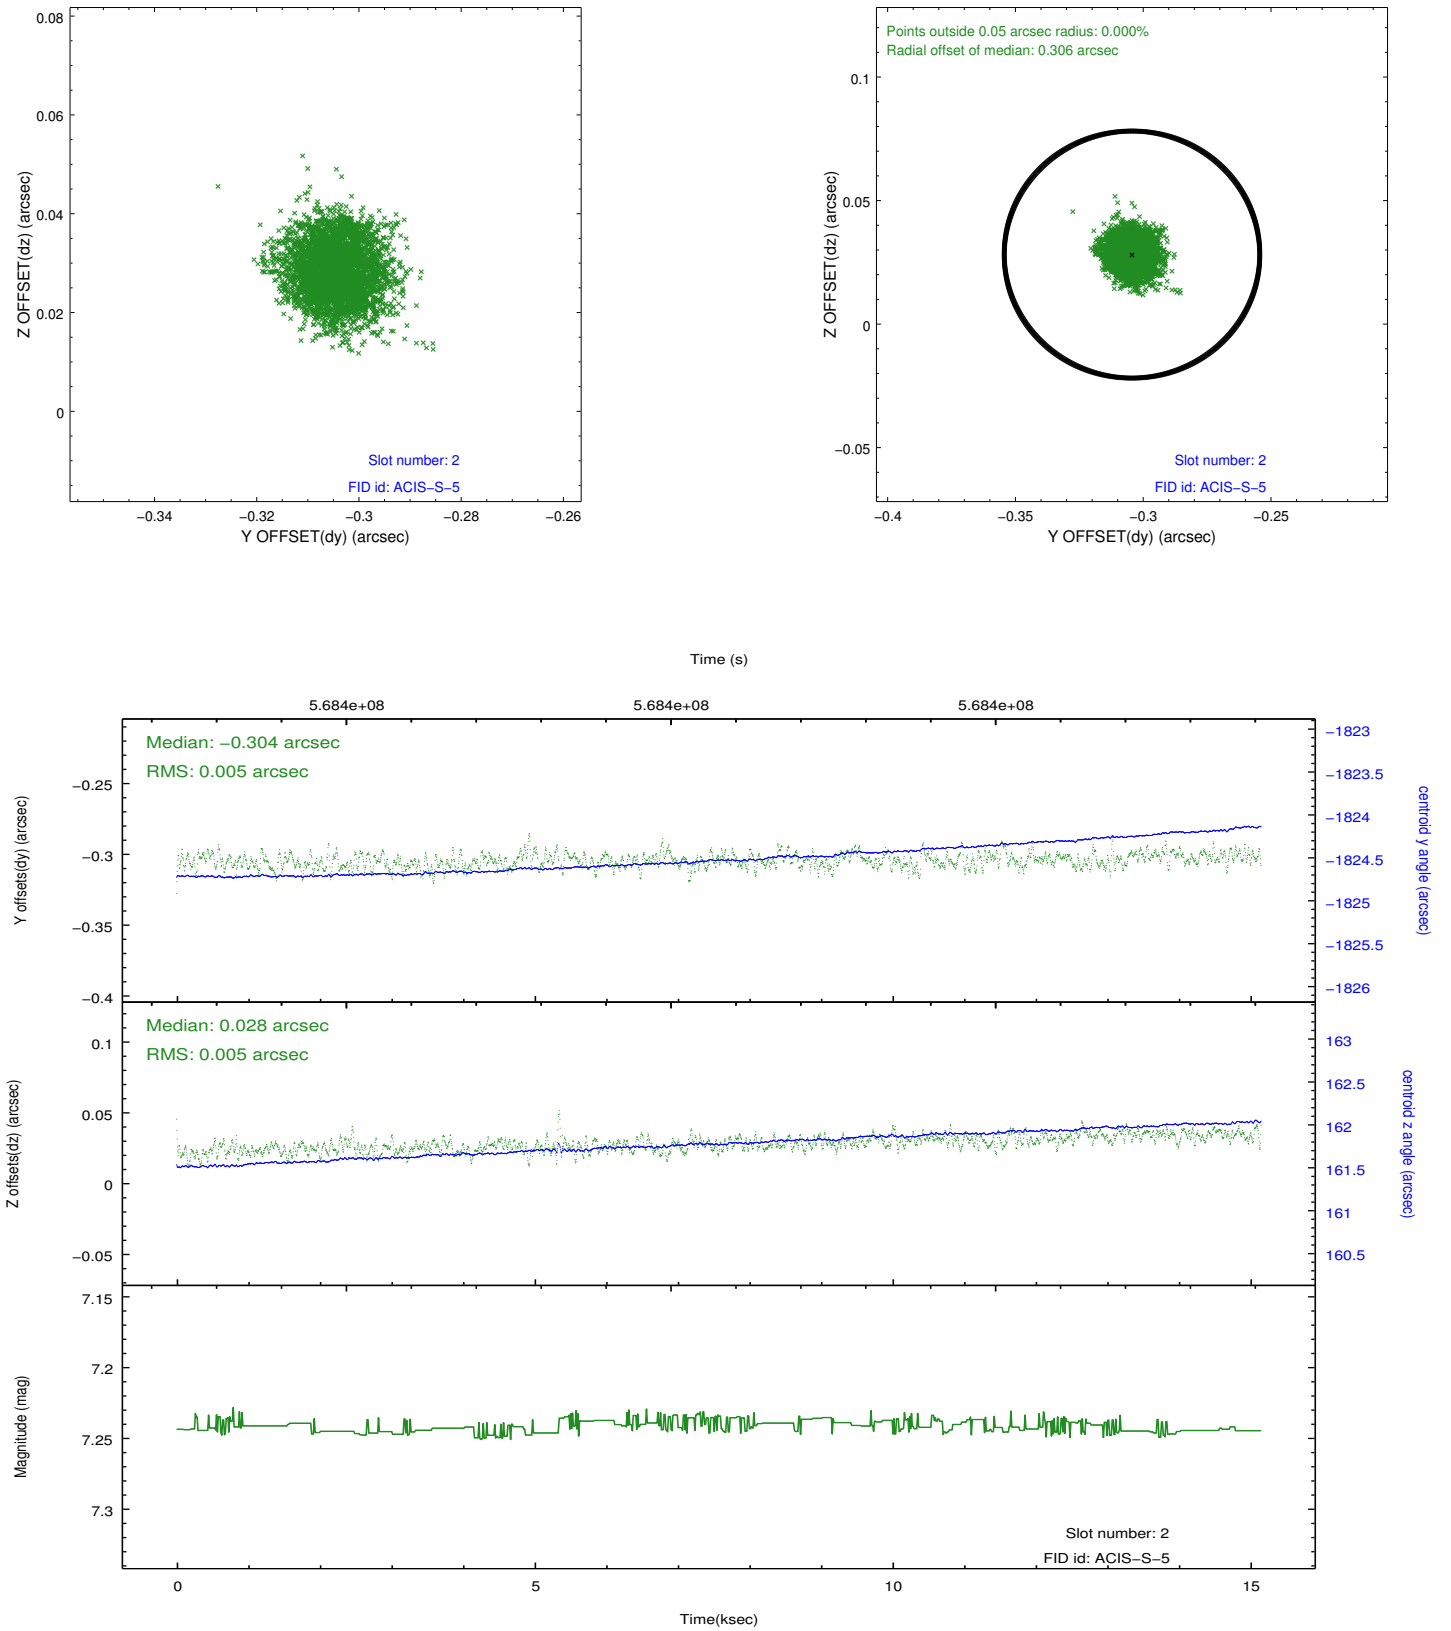 0.08
0.06
0.04
0.02
0
Z OFFSET(dz) (arcsec)
Slot number: 2
FID id: ACIS−S−5
−0.34 −0.32 −0.3 −0.28 −0.26
Y OFFSET(dy) (arcsec)
Points outside 0.05 arcsec radius: 0.000%
Radial offset of median: 0.306 arcsec
0.1
0.05
0
−0.05
Z OFFSET(dz) (arcsec)
Slot number: 2
FID id: ACIS−S−5
−0.4 −0.35 −0.3 −0.25
Y OFFSET(dy) (arcsec)
Time (s)
5.684e+08 5.684e+08 5.684e+08
Median: −0.304 arcsec
RMS: 0.005 arcsec
−0.25
−0.3
−0.35
−0.4
Y offsets(dy) (arcsec)
−1823
−1823.5
−1824
−1824.5
−1825
−1825.5
−1826
centroid y angle (arcsec)
Median: 0.028 arcsec
RMS: 0.005 arcsec
0.1
0.05
0
−0.05
Z offsets(dz) (arcsec)
163
162.5
162
161.5
161
160.5
centroid z angle (arcsec)
7.15
7.2
7.25
7.3
Magnitude (mag)
Slot number: 2
FID id: ACIS−S−5
0 5 10 15
Time(ksec)